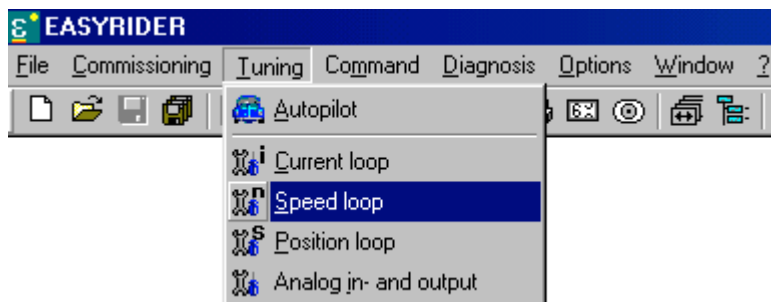 EASYRIDER
File Commissioning Tuning Command Diagnosis Options Window ?
Autopilot
i Current loop
n Speed loop
s Position loop
Analog in- and output